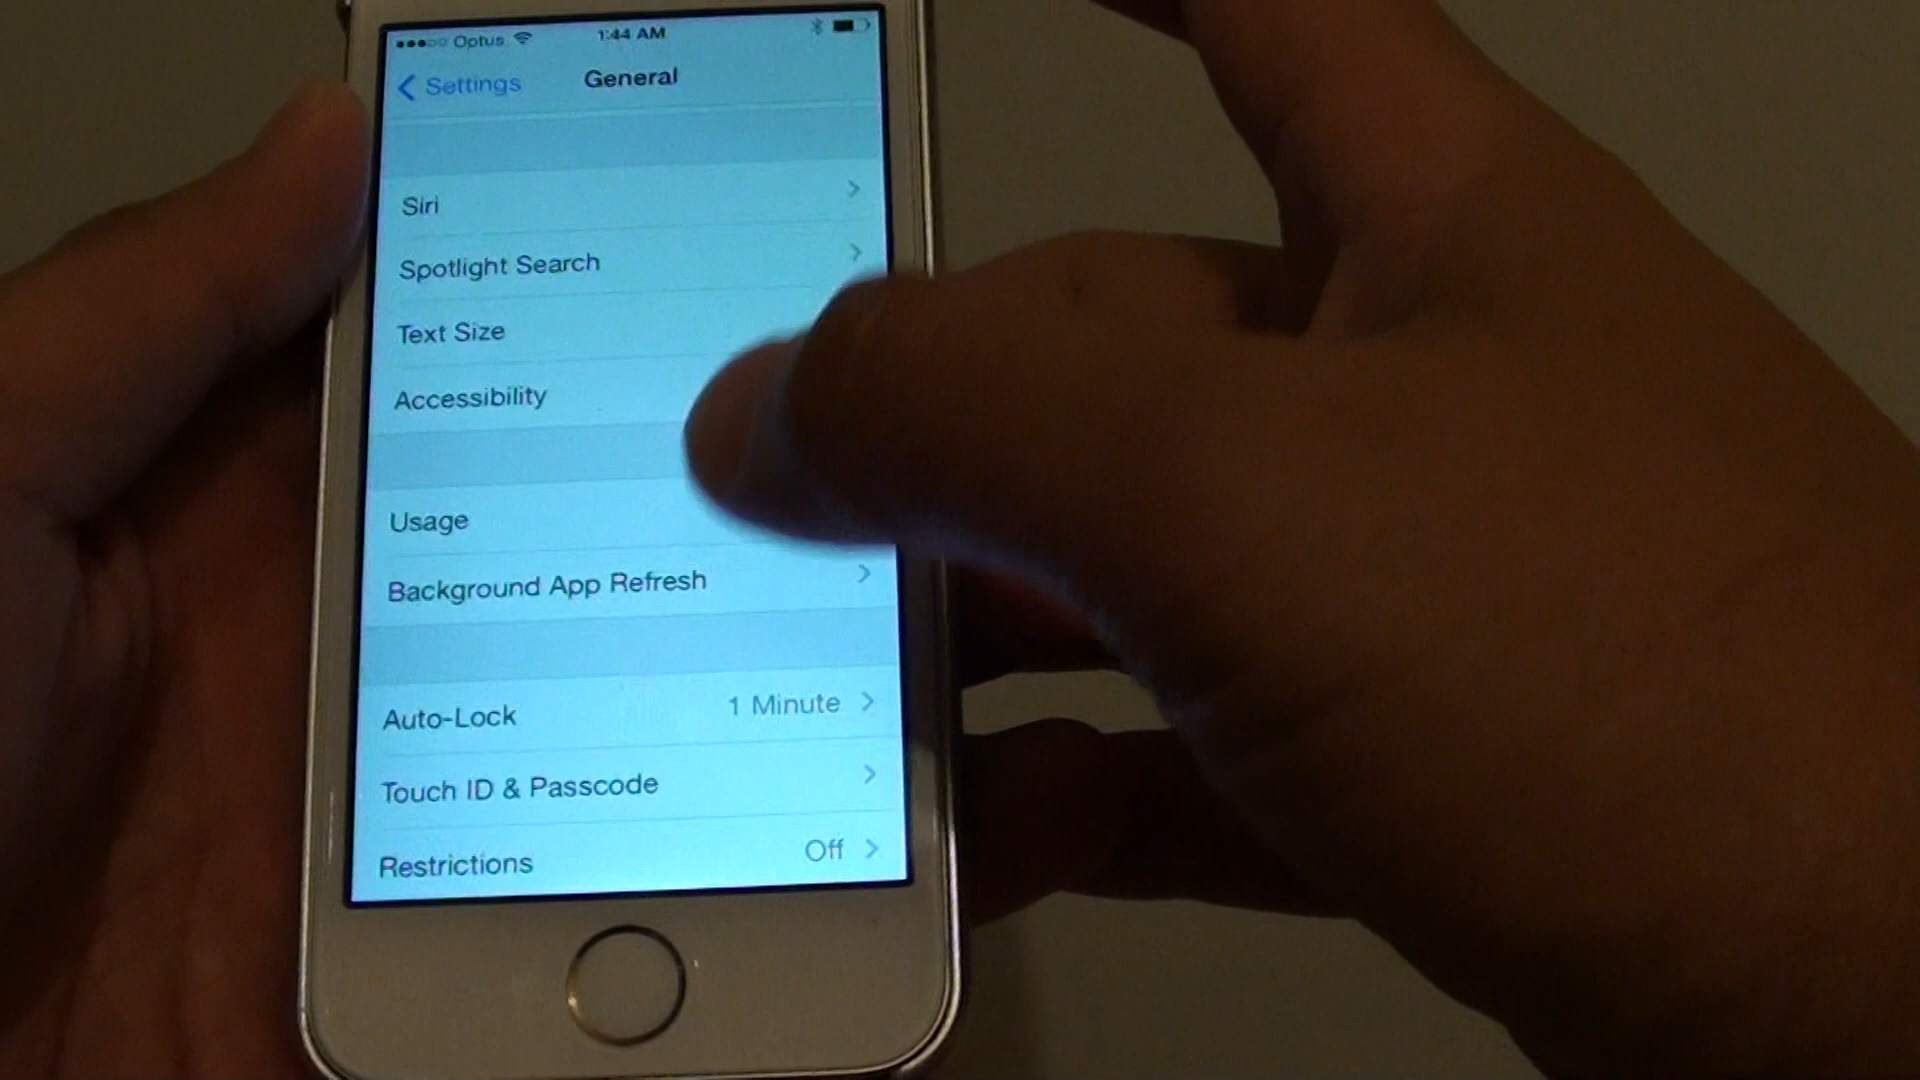 Optus 1:44 AM
Settings General
Siri
Spotlight Search
Text Size
Accessibility
Usage
Background App Refresh
Auto-Lock 1 Minute
Touch ID & Passcode
Restrictions Off